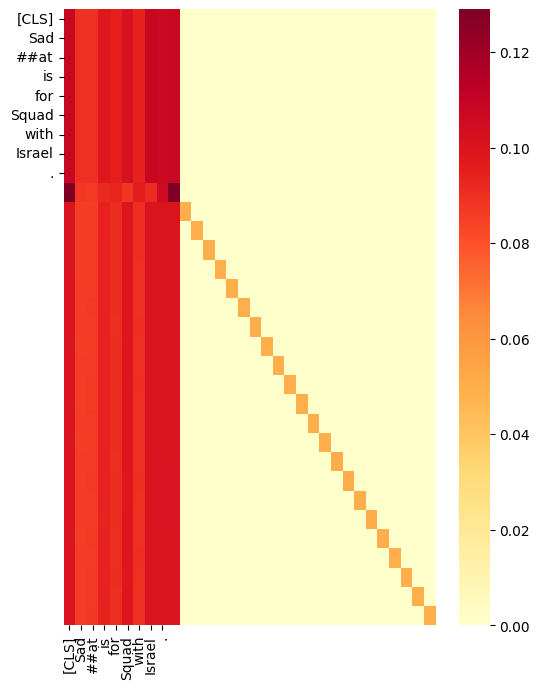 [CLS]
Sad
##at
is
for
Squad
with
Israel
.
0.12
0.10
0.08
0.06
0.04
0.02
0.00
[CLS]
Sad
##at
is
for
Squad
with
Israel
.